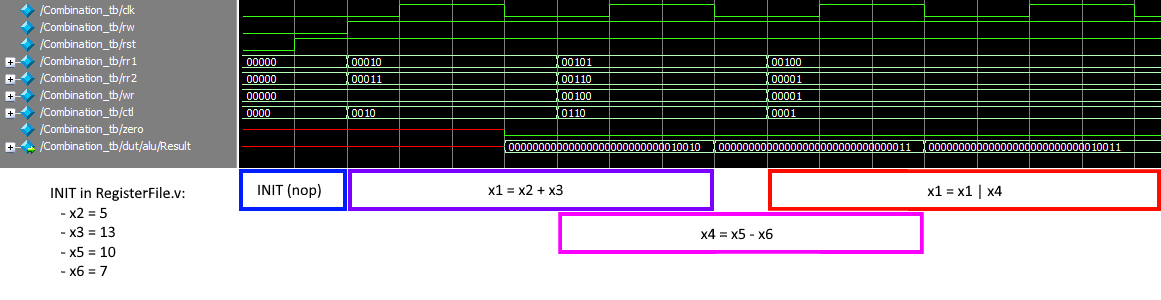 /Combination_tb/clk
/Combination_tb/rw
/Combination_tb/rst
/Combination_tb/rr1 00000 00010 00101 00100
/Combination_tb/rr2 00000 00011 00110 00001
/Combination_tb/wr 00000 00100 00001
/Combination_tb/ctl 0000 0010 0110 0001
/Combination_tb/zero
/Combination_tb/dut/alu/Result 00000000000000000000000000010010 00000000000000000000000000000011 00000000000000000000000000010011
INIT (nop) x1 = x2 + x3 x1 = x1 | x4
x4 = x5 - x6
INIT in RegisterFile.v:
- x2 = 5
- x3 = 13
- x5 = 10
- x6 = 7